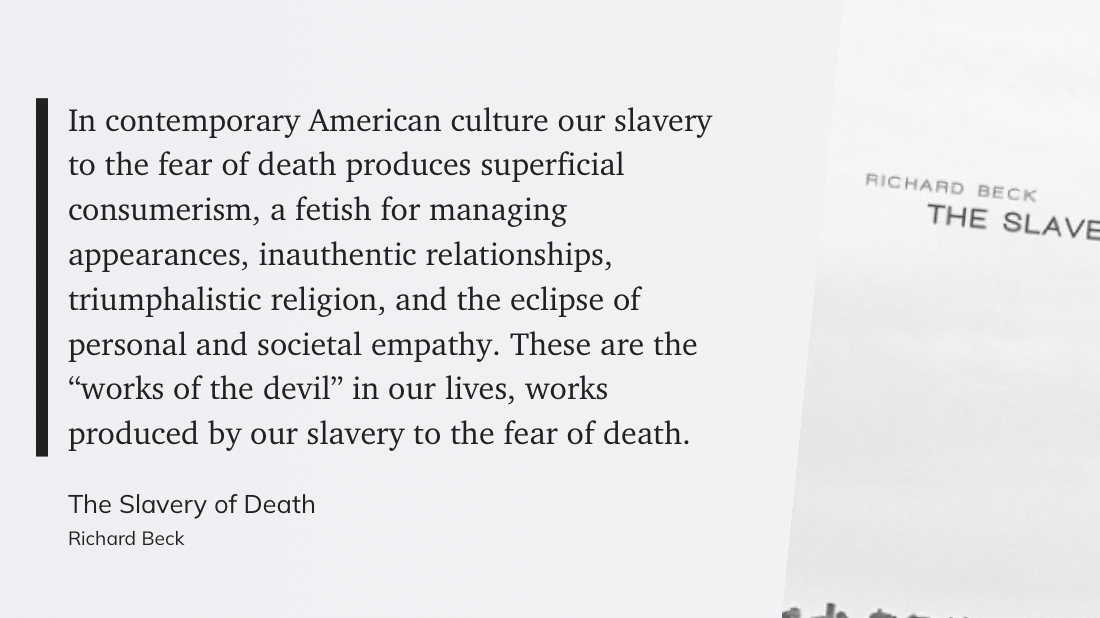 In contemporary American culture our slavery
to the fear of death produces superficial
consumerism, a fetish for managing
appearances, inauthentic relationships,
triumphalistic religion, and the eclipse of
personal and societal empathy. These are the
“works of the devil” in our lives, works
produced by our slavery to the fear of death.
The Slavery of Death
Richard Beck
RICHARD BECK
THE SLAVE